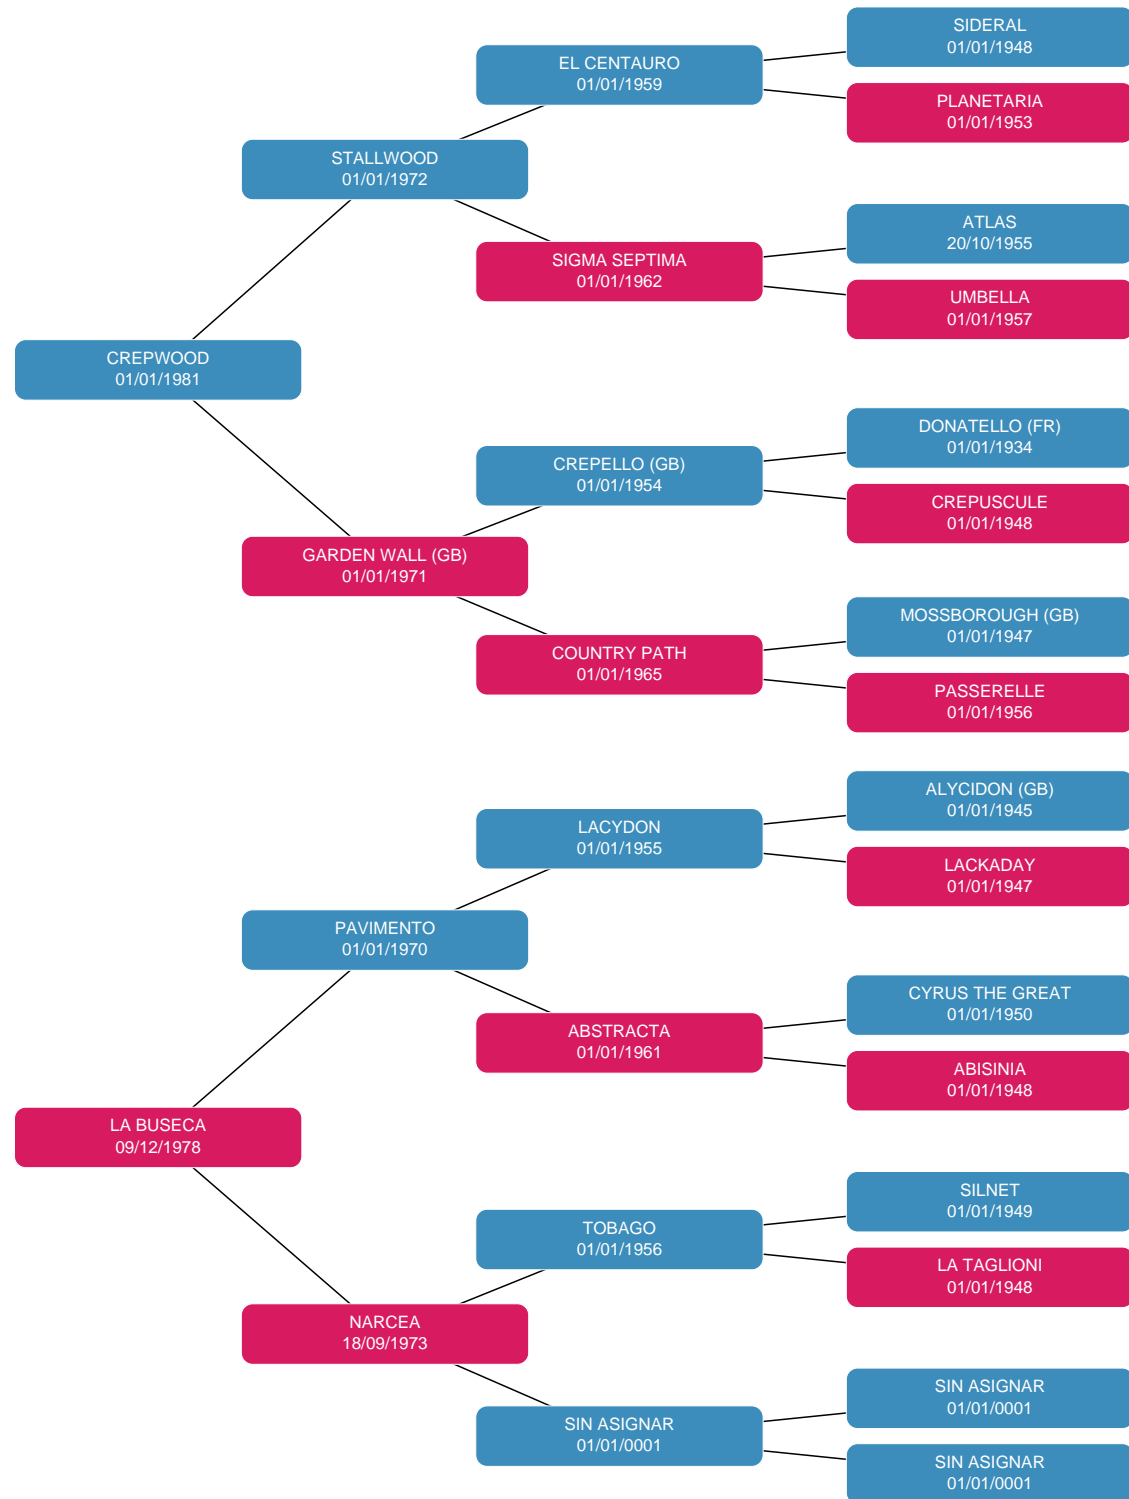 SIDERAL
01/01/1948
EL CENTAURO
01/01/1959
PLANETARIA
01/01/1953
STALLWOOD
01/01/1972
ATLAS
20/10/1955
SIGMA SEPTIMA
01/01/1962
UMBELLA
01/01/1957
CREPWOOD
01/01/1981
DONATELLO (FR)
01/01/1934
CREPELLO (GB)
01/01/1954
CREPUSCULE
01/01/1948
GARDEN WALL (GB)
01/01/1971
MOSSBOROUGH (GB)
01/01/1947
COUNTRY PATH
01/01/1965
PASSERELLE
01/01/1956
ALYCIDON (GB)
01/01/1945
LACYDON
01/01/1955
LACKADAY
01/01/1947
PAVIMENTO
01/01/1970
CYRUS THE GREAT
01/01/1950
ABSTRACTA
01/01/1961
ABISINIA
01/01/1948
LA BUSECA
09/12/1978
SILNET
01/01/1949
TOBAGO
01/01/1956
LA TAGLIONI
01/01/1948
NARCEA
18/09/1973
SIN ASIGNAR
01/01/0001
SIN ASIGNAR
01/01/0001
SIN ASIGNAR
01/01/0001